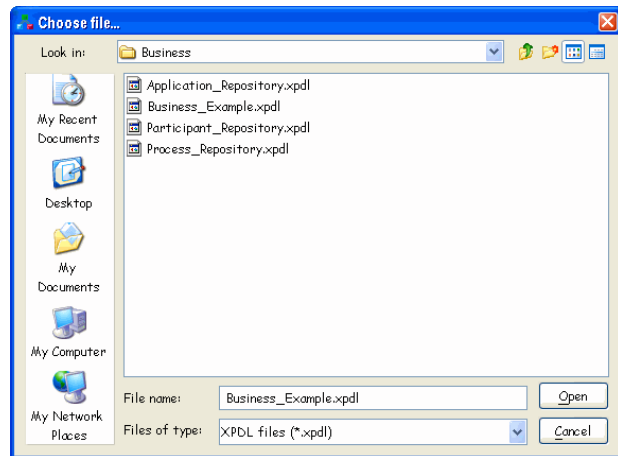 Choose file...
Look in:
Business
My Recent
Documents
Desktop
My
Documents
My Computer
My Network
Places
Application_Repository.xpdl
Business_Example.xpdl
Participant_Repository.xpdl
Process_Repository.xpdl
File name:
Business_Example.xpdl
Open
Files of type:
XPDL files (*.xpdl)
Cancel